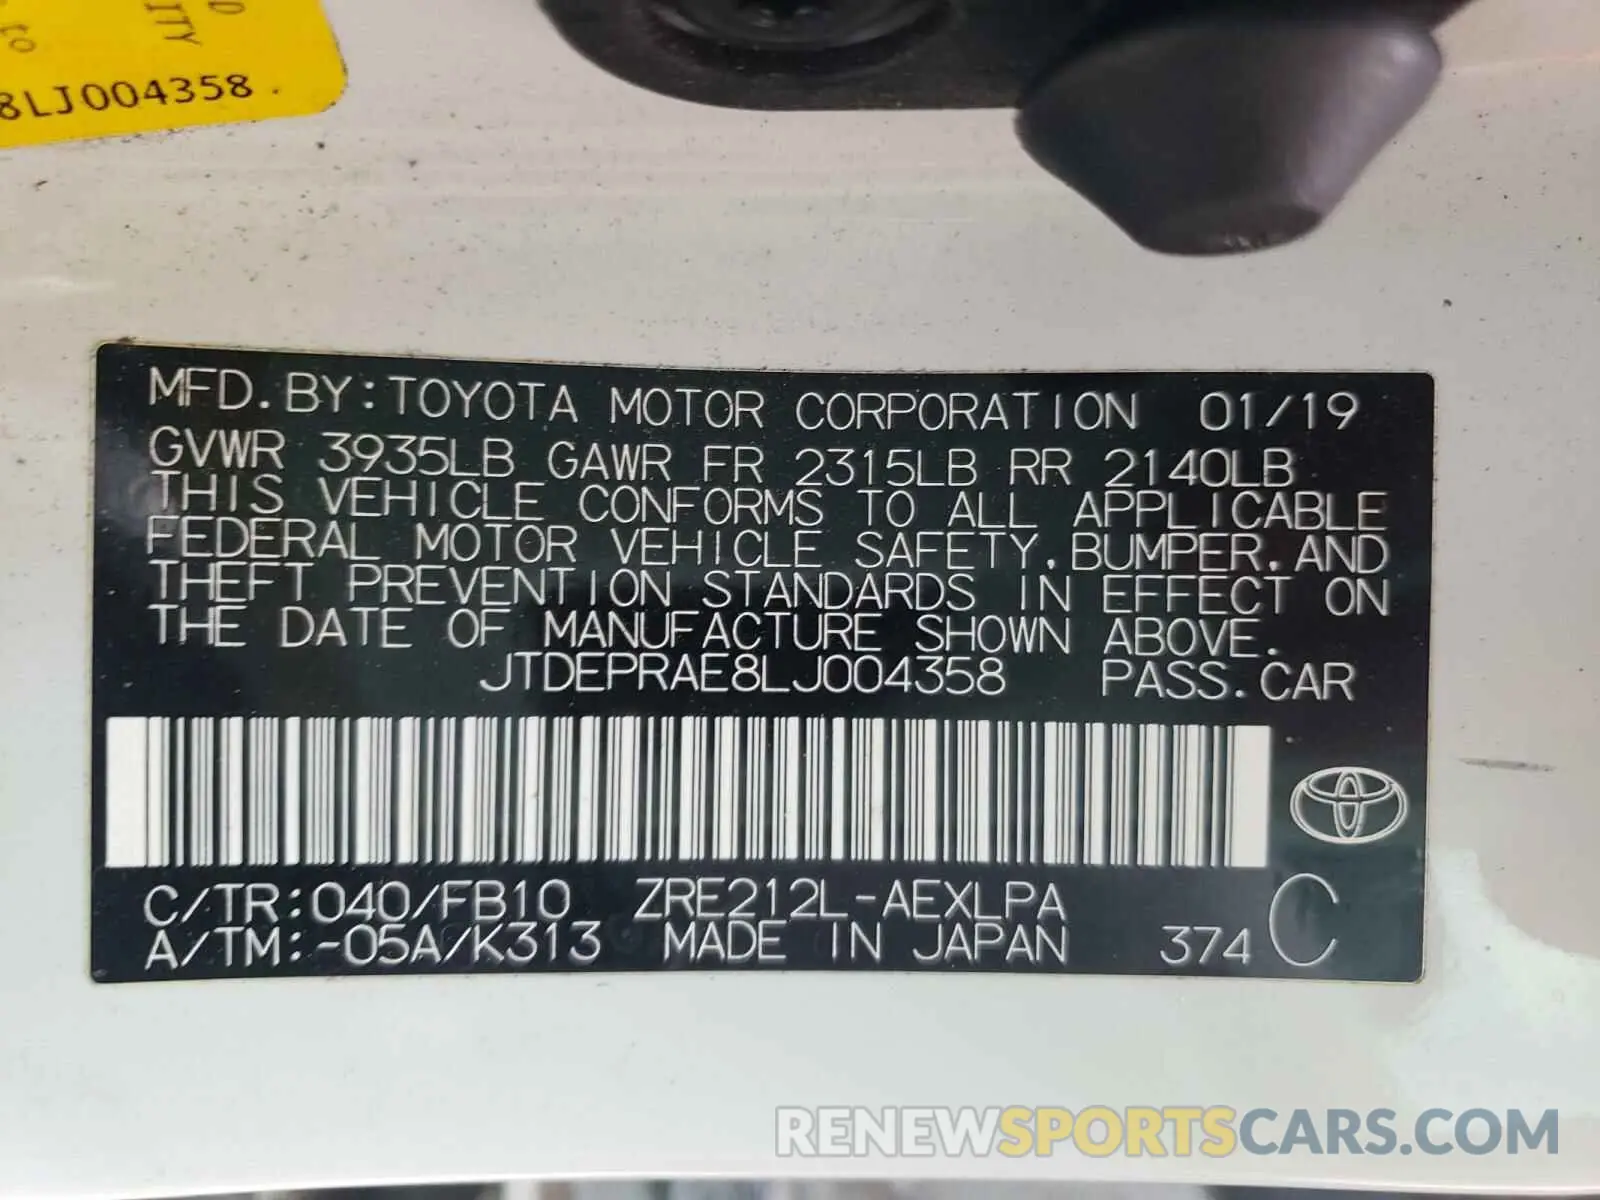 D
ITY
01
8LJ004358.
MFD.BY:TOYOTA MOTOR CORPORATION 01/19
GVWR 3935LB GAWR FR 2315LB RR 2140LB
THIS VEHICLE CONFORMS TO ALL APPLICABLE
FEDERAL MOTOR VEHICLE SAFETY.BUMPER.AND
THEFT PREVENTION STANDARDS IN EFFECT ON
THE DATE OF MANUFACTURE SHOWN ABOVE.
JTDEPRAE8LJ004358 PASS.CAR
C/TR:040/FB10 ZRE212L-AEXLPA
A/TM:-05A/K313 MADE IN JAPAN 374 C
RENEWSPORTSCARS.COM